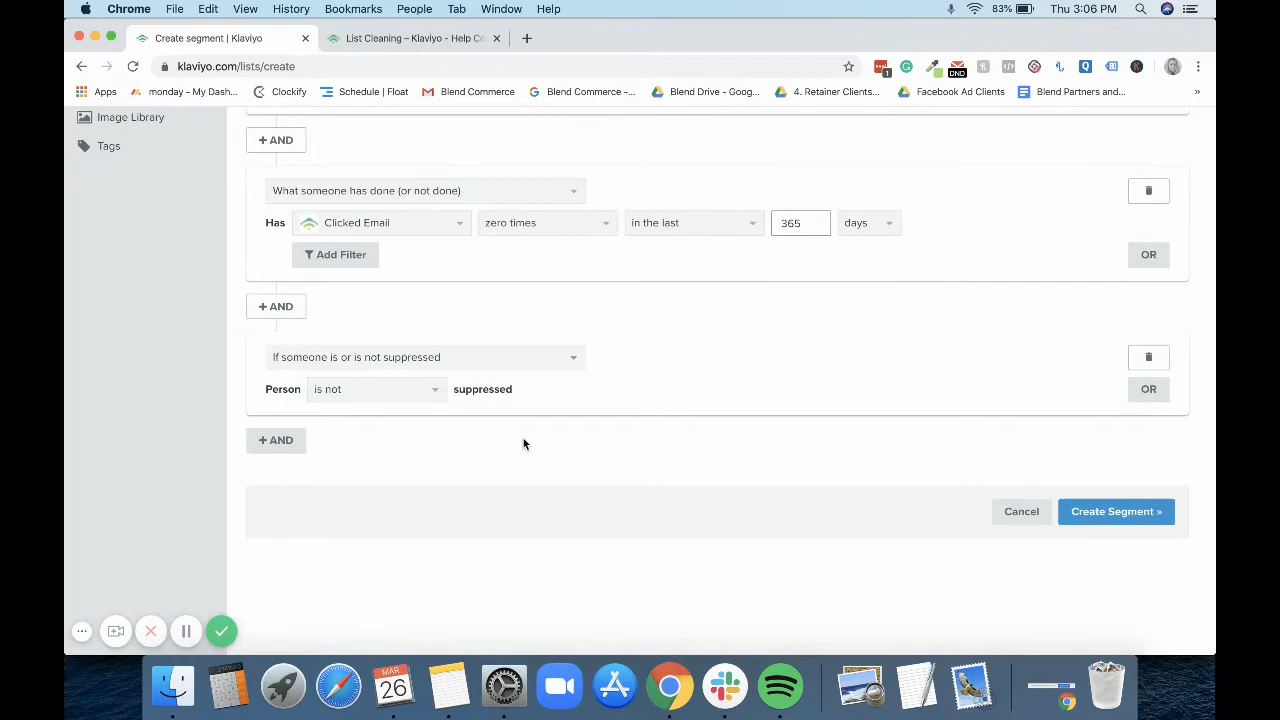 Chrome File Edit View History Bookmarks People Tab Window Help 83% Thu 3:06 PM
Create segment | Klaviyo List Cleaning – Klaviyo - Help Ce
klaviyo.com/lists/create 1 DND Q K
Apps monday - My Dash... Clockify Schedule | Float Blend Commerc... Blend Commerce -... Blend Drive - Goog... 4. Retainer Clients... Facebook Ad Clients Blend Partners and... »
Image Library
Tags
+ AND
What someone has done (or not done)
Has Clicked Email zero times in the last 365 days
Add Filter OR
+ AND
If someone is or is not suppressed
Person is not suppressed OR
+ AND
Cancel Create Segment »
MAR
26